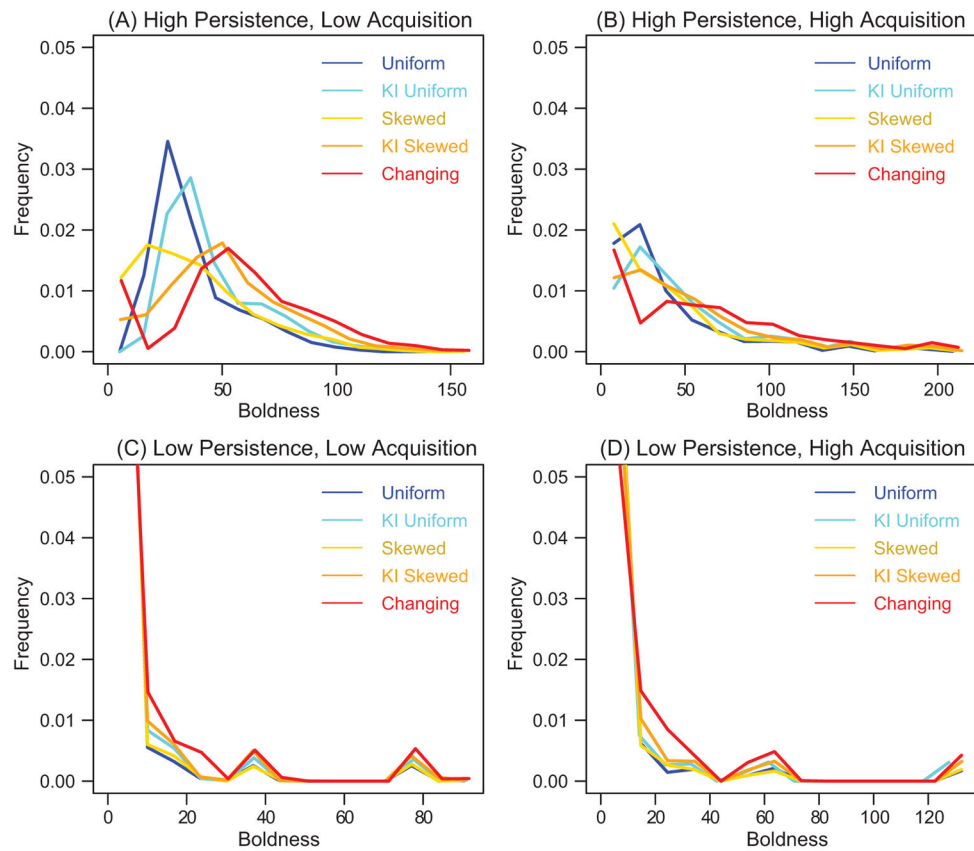 (A) High Persistence, Low Acquisition
0.05
0.04
0.03
0.02
0.01
0.00
Frequency
Uniform
KI Uniform
Skewed
KI Skewed
Changing
0 50 100 150
Boldness
(B) High Persistence, High Acquisition
0.05
0.04
0.03
0.02
0.01
0.00
Frequency
Uniform
KI Uniform
Skewed
KI Skewed
Changing
0 50 100 150 200
Boldness
(C) Low Persistence, Low Acquisition
0.05
0.04
0.03
0.02
0.01
0.00
Frequency
Uniform
KI Uniform
Skewed
KI Skewed
Changing
0 20 40 60 80
Boldness
(D) Low Persistence, High Acquisition
0.05
0.04
0.03
0.02
0.01
0.00
Frequency
Uniform
KI Uniform
Skewed
KI Skewed
Changing
0 20 40 60 80 100 120
Boldness